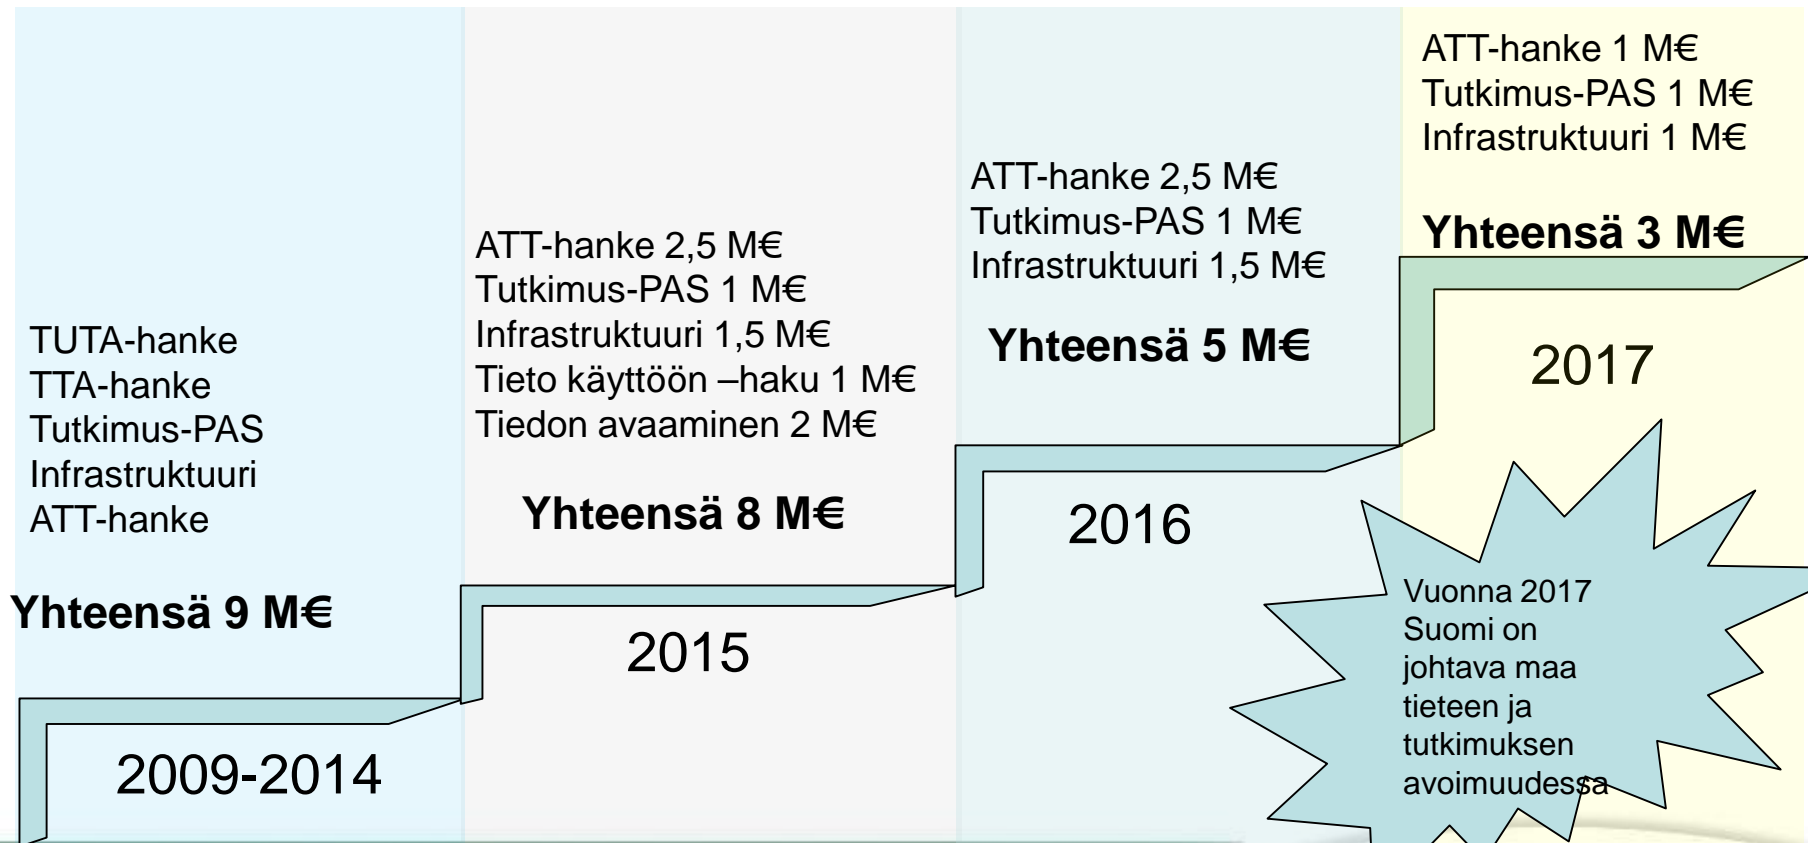 TUTA-hanke
TTA-hanke
Tutkimus-PAS
Infrastruktuuri
ATT-hanke
Yhteensä 9 M€
2009-2014
ATT-hanke 2,5 M€
Tutkimus-PAS 1 M€
Infrastruktuuri 1,5 M€
Tieto käyttöön –haku 1 M€
Tiedon avaaminen 2 M€
Yhteensä 8 M€
2015
ATT-hanke 2,5 M€
Tutkimus-PAS 1 M€
Infrastruktuuri 1,5 M€
Yhteensä 5 M€
2016
ATT-hanke 1 M€
Tutkimus-PAS 1 M€
Infrastruktuuri 1 M€
Yhteensä 3 M€
2017
Vuonna 2017
Suomi on
johtava maa
tieteen ja
tutkimuksen
avoimuudessa